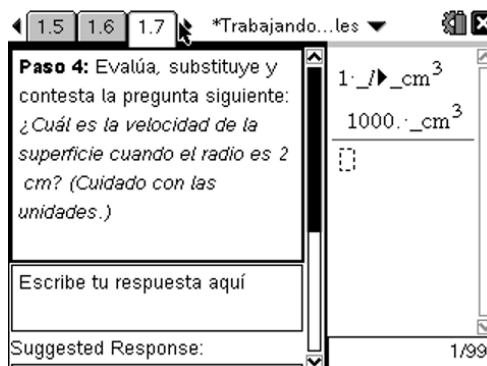 1.5 1.6 1.7 *Trabajando...les
Paso 4: Evalúa, substituye y
contesta la pregunta siguiente:
¿Cuál es la velocidad de la
superficie cuando el radio es 2
cm? (Cuidado con las
unidades.)
Escribe tu respuesta aquí
Suggested Response:
1·_l▶_cm³
1000.·_cm³
1/99